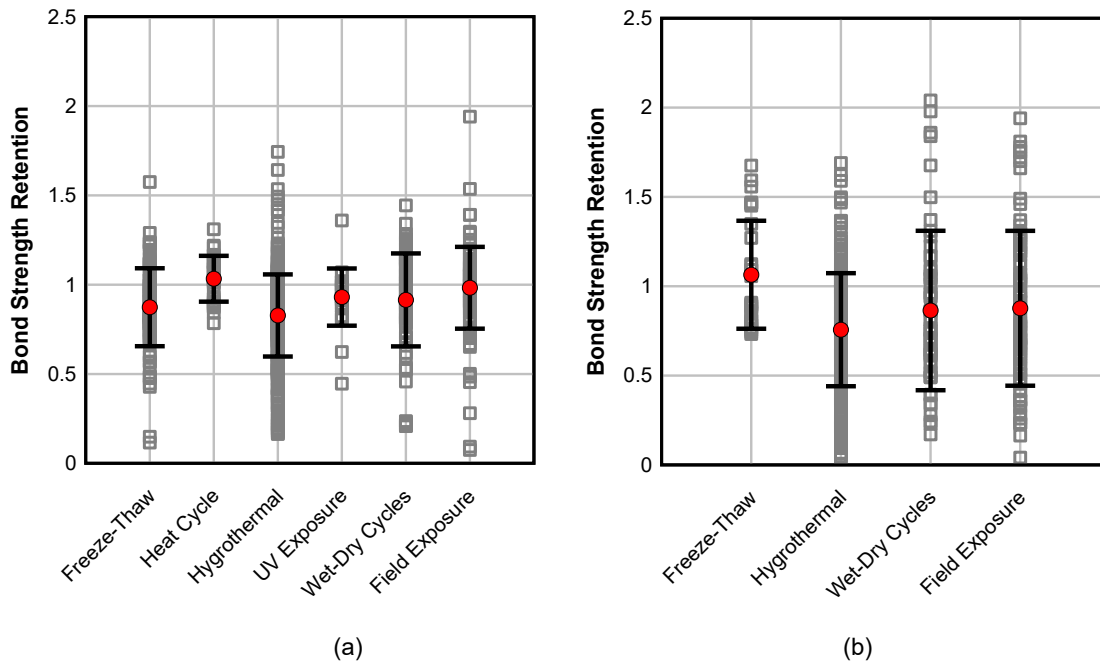 Bond Strength Retention
2.5
2
1.5
1
0.5
0
Freeze-Thaw
Heat Cycle
Hygrothermal
UV Exposure
Wet-Dry Cycles
Field Exposure
(a)
Bond Strength Retention
2.5
2
1.5
1
0.5
0
Freeze-Thaw
Hygrothermal
Wet-Dry Cycles
Field Exposure
(b)